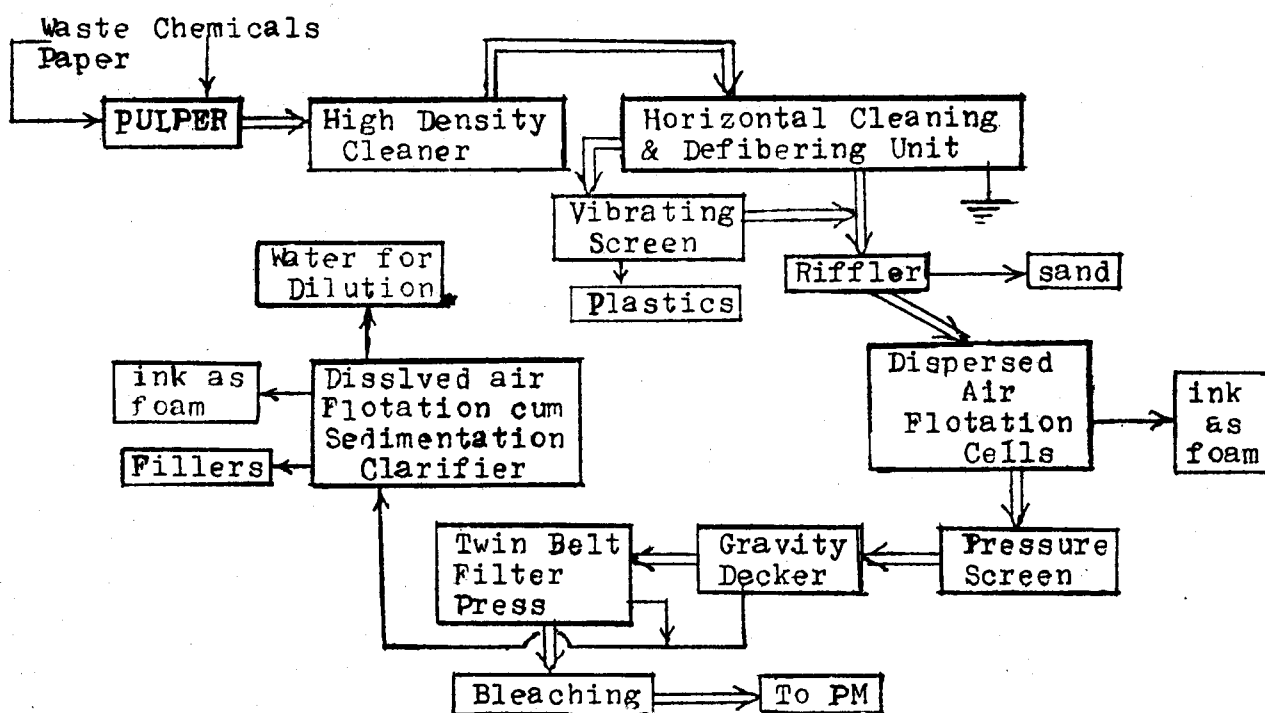 Waste Chemicals
Paper
PULPER
High Density
Cleaner
Horizontal Cleaning
& Defibering Unit
Vibrating
Screen
Plastics
Riffler
sand
Water for
Dilution
ink as
foam
Disslved air
Flotation cum
Sedimentation
Clarifier
Fillers
Dispersed
Air
Flotation
Cells
ink
as
foam
Twin Belt
Filter
Press
Gravity
Decker
Pressure
Screen
Bleaching
To PM